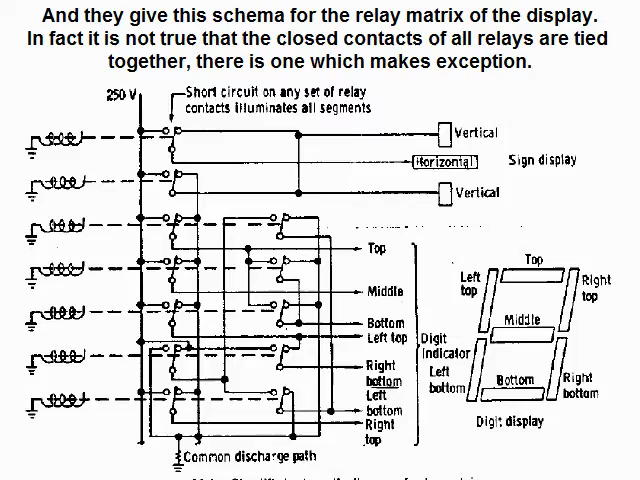 And they give this schema for the relay matrix of the display.
In fact it is not true that the closed contacts of all relays are tied
together, there is one which makes exception.
250 V
Short circuit on any set of relay
contacts illuminates all segments
Vertical
Horizontal
Sign display
Vertical
Top
Middle
Bottom
Left top
Right
bottom
Left
bottom
Right
top
Digit
indicator
Common discharge path
Top
Left
top
Right
top
Middle
Left
bottom
Bottom
Right
bottom
Digit display